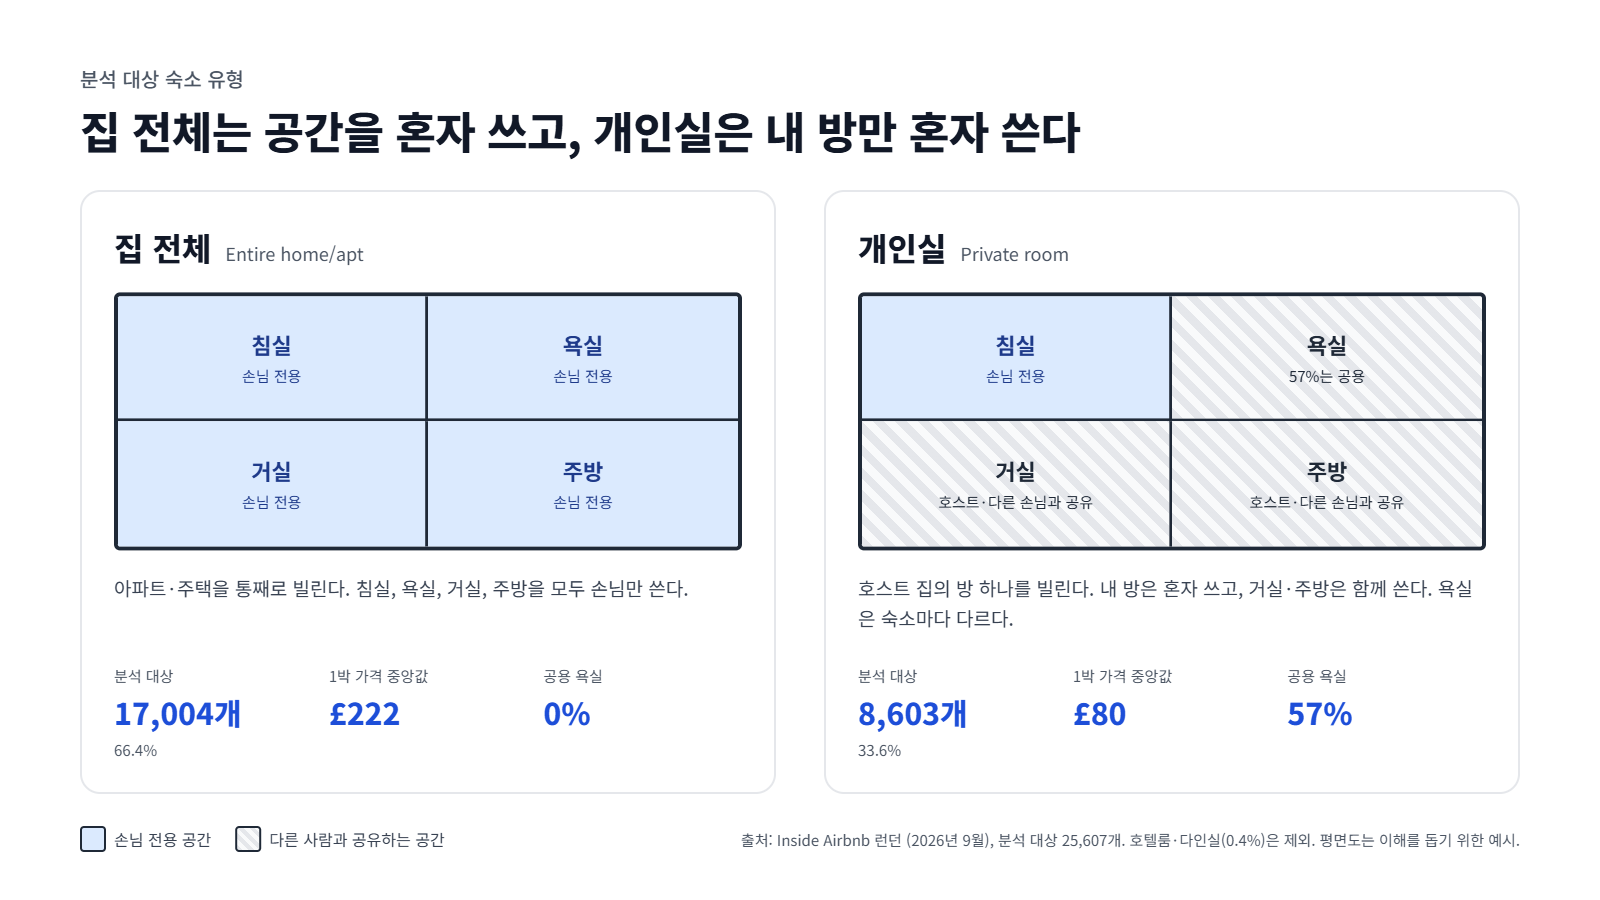 분석 대상 숙소 유형
집 전체는 공간을 혼자 쓰고, 개인실은 내 방만 혼자 쓴다
집 전체 Entire home/apt
침실
손님 전용
욕실
손님 전용
거실
손님 전용
주방
손님 전용
아파트·주택을 통째로 빌린다. 침실, 욕실, 거실, 주방을 모두 손님만 쓴다.
분석 대상
17,004개
66.4%
1박 가격 중앙값
£222
공용 욕실
0%
개인실 Private room
침실
손님 전용
욕실
57%는 공용
거실
호스트·다른 손님과 공유
주방
호스트·다른 손님과 공유
호스트 집의 방 하나를 빌린다. 내 방은 혼자 쓰고, 거실·주방은 함께 쓴다. 욕실
은 숙소마다 다르다.
분석 대상
8,603개
33.6%
1박 가격 중앙값
£80
공용 욕실
57%
손님 전용 공간
다른 사람과 공유하는 공간
출처: Inside Airbnb 런던 (2026년 9월), 분석 대상 25,607개. 호텔룸·다인실(0.4%)은 제외. 평면도는 이해를 돕기 위한 예시.